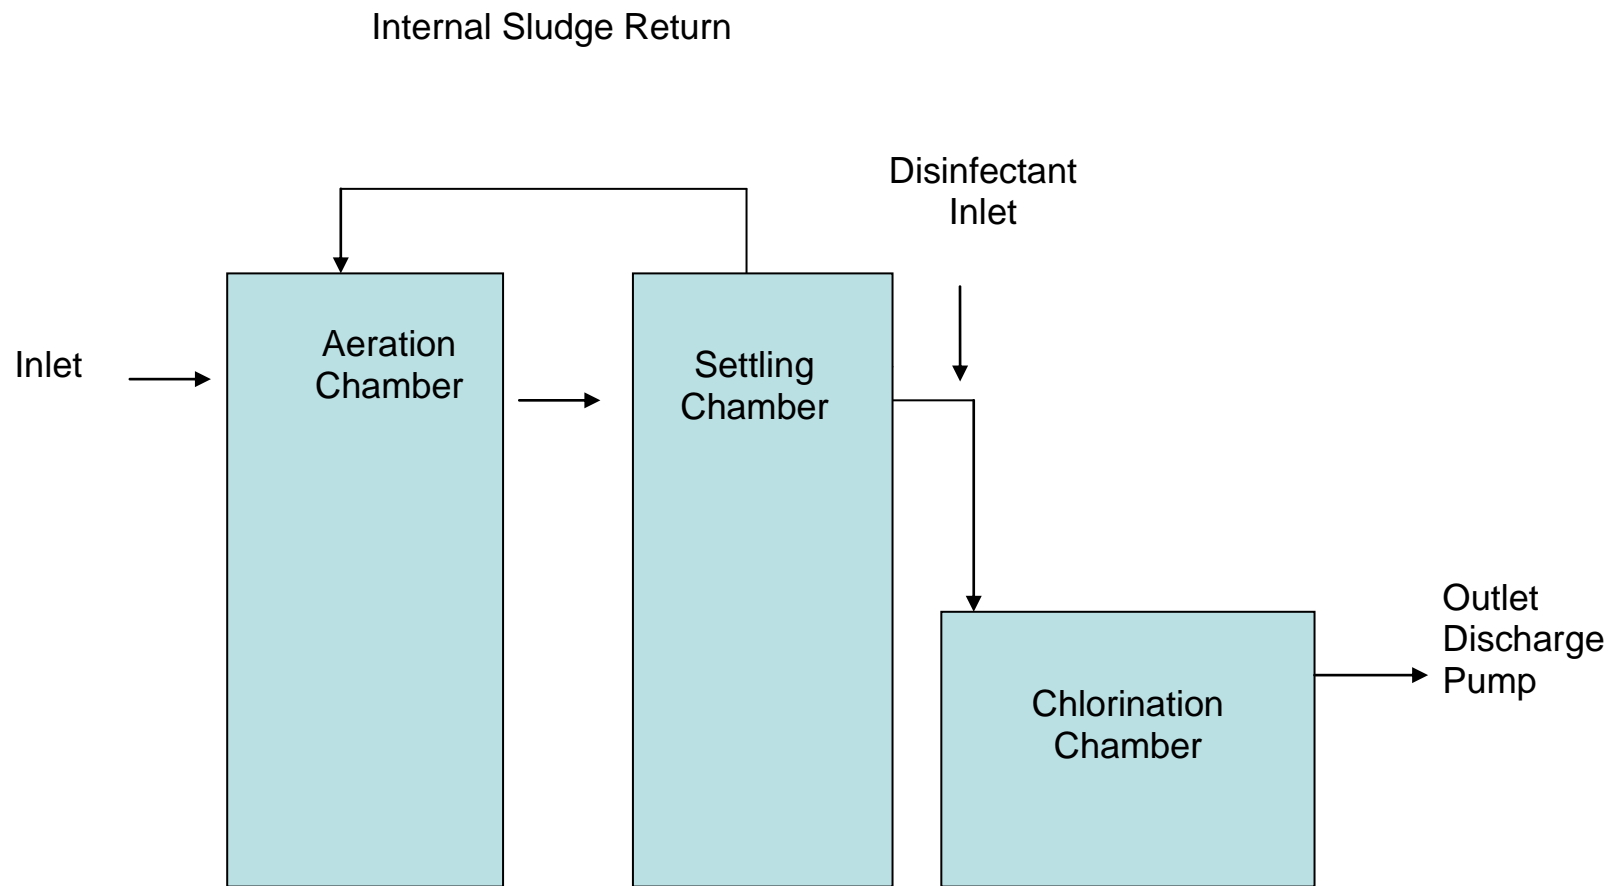 Internal Sludge Return
Disinfectant
Inlet
Inlet
Aeration
Chamber
Settling
Chamber
Chlorination
Chamber
Outlet
Discharge
Pump